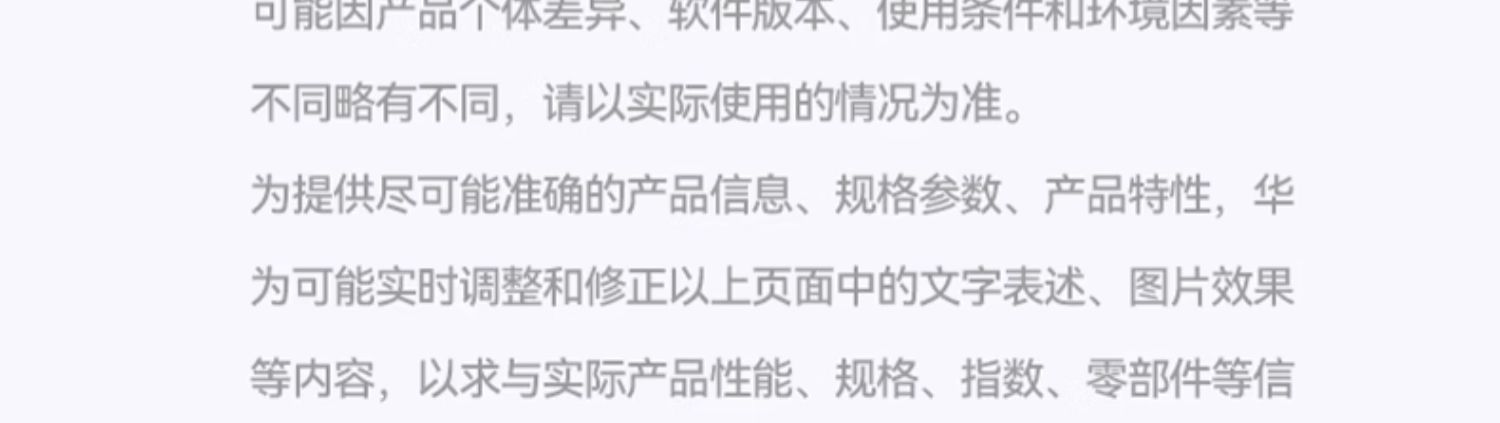 可能因产品个体差异、软件版本、使用条件和环境因素等
不同略有不同，请以实际使用的情况为准。
为提供尽可能准确的产品信息、规格参数、产品特性，华
为可能实时调整和修正以上页面中的文字表述、图片效果
等内容，以求与实际产品性能、规格、指数、零部件等信